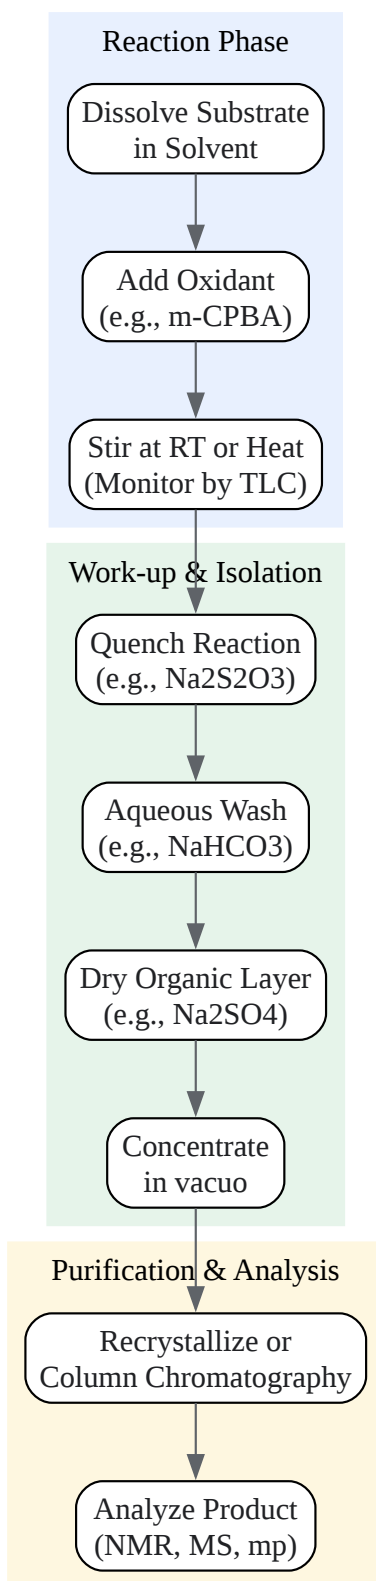 Reaction Phase
Dissolve Substrate
in Solvent
Add Oxidant
(e.g., m-CPBA)
Stir at RT or Heat
(Monitor by TLC)
Work-up & Isolation
Quench Reaction
(e.g., Na2S2O3)
Aqueous Wash
(e.g., NaHCO3)
Dry Organic Layer
(e.g., Na2SO4)
Concentrate
in vacuo
Purification & Analysis
Recrystallize or
Column Chromatography
Analyze Product
(NMR, MS, mp)